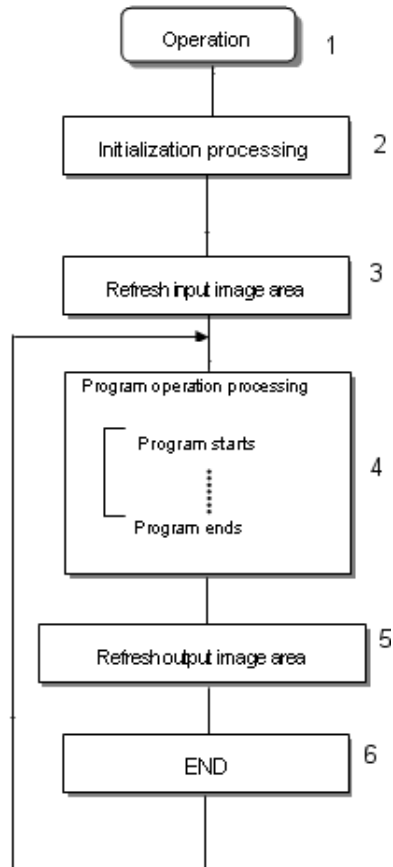 Operation
1
Initialization processing
2
Refresh input image area
3
Program operation processing
Program starts
4
Program ends
Refresh output image area
5
END
6